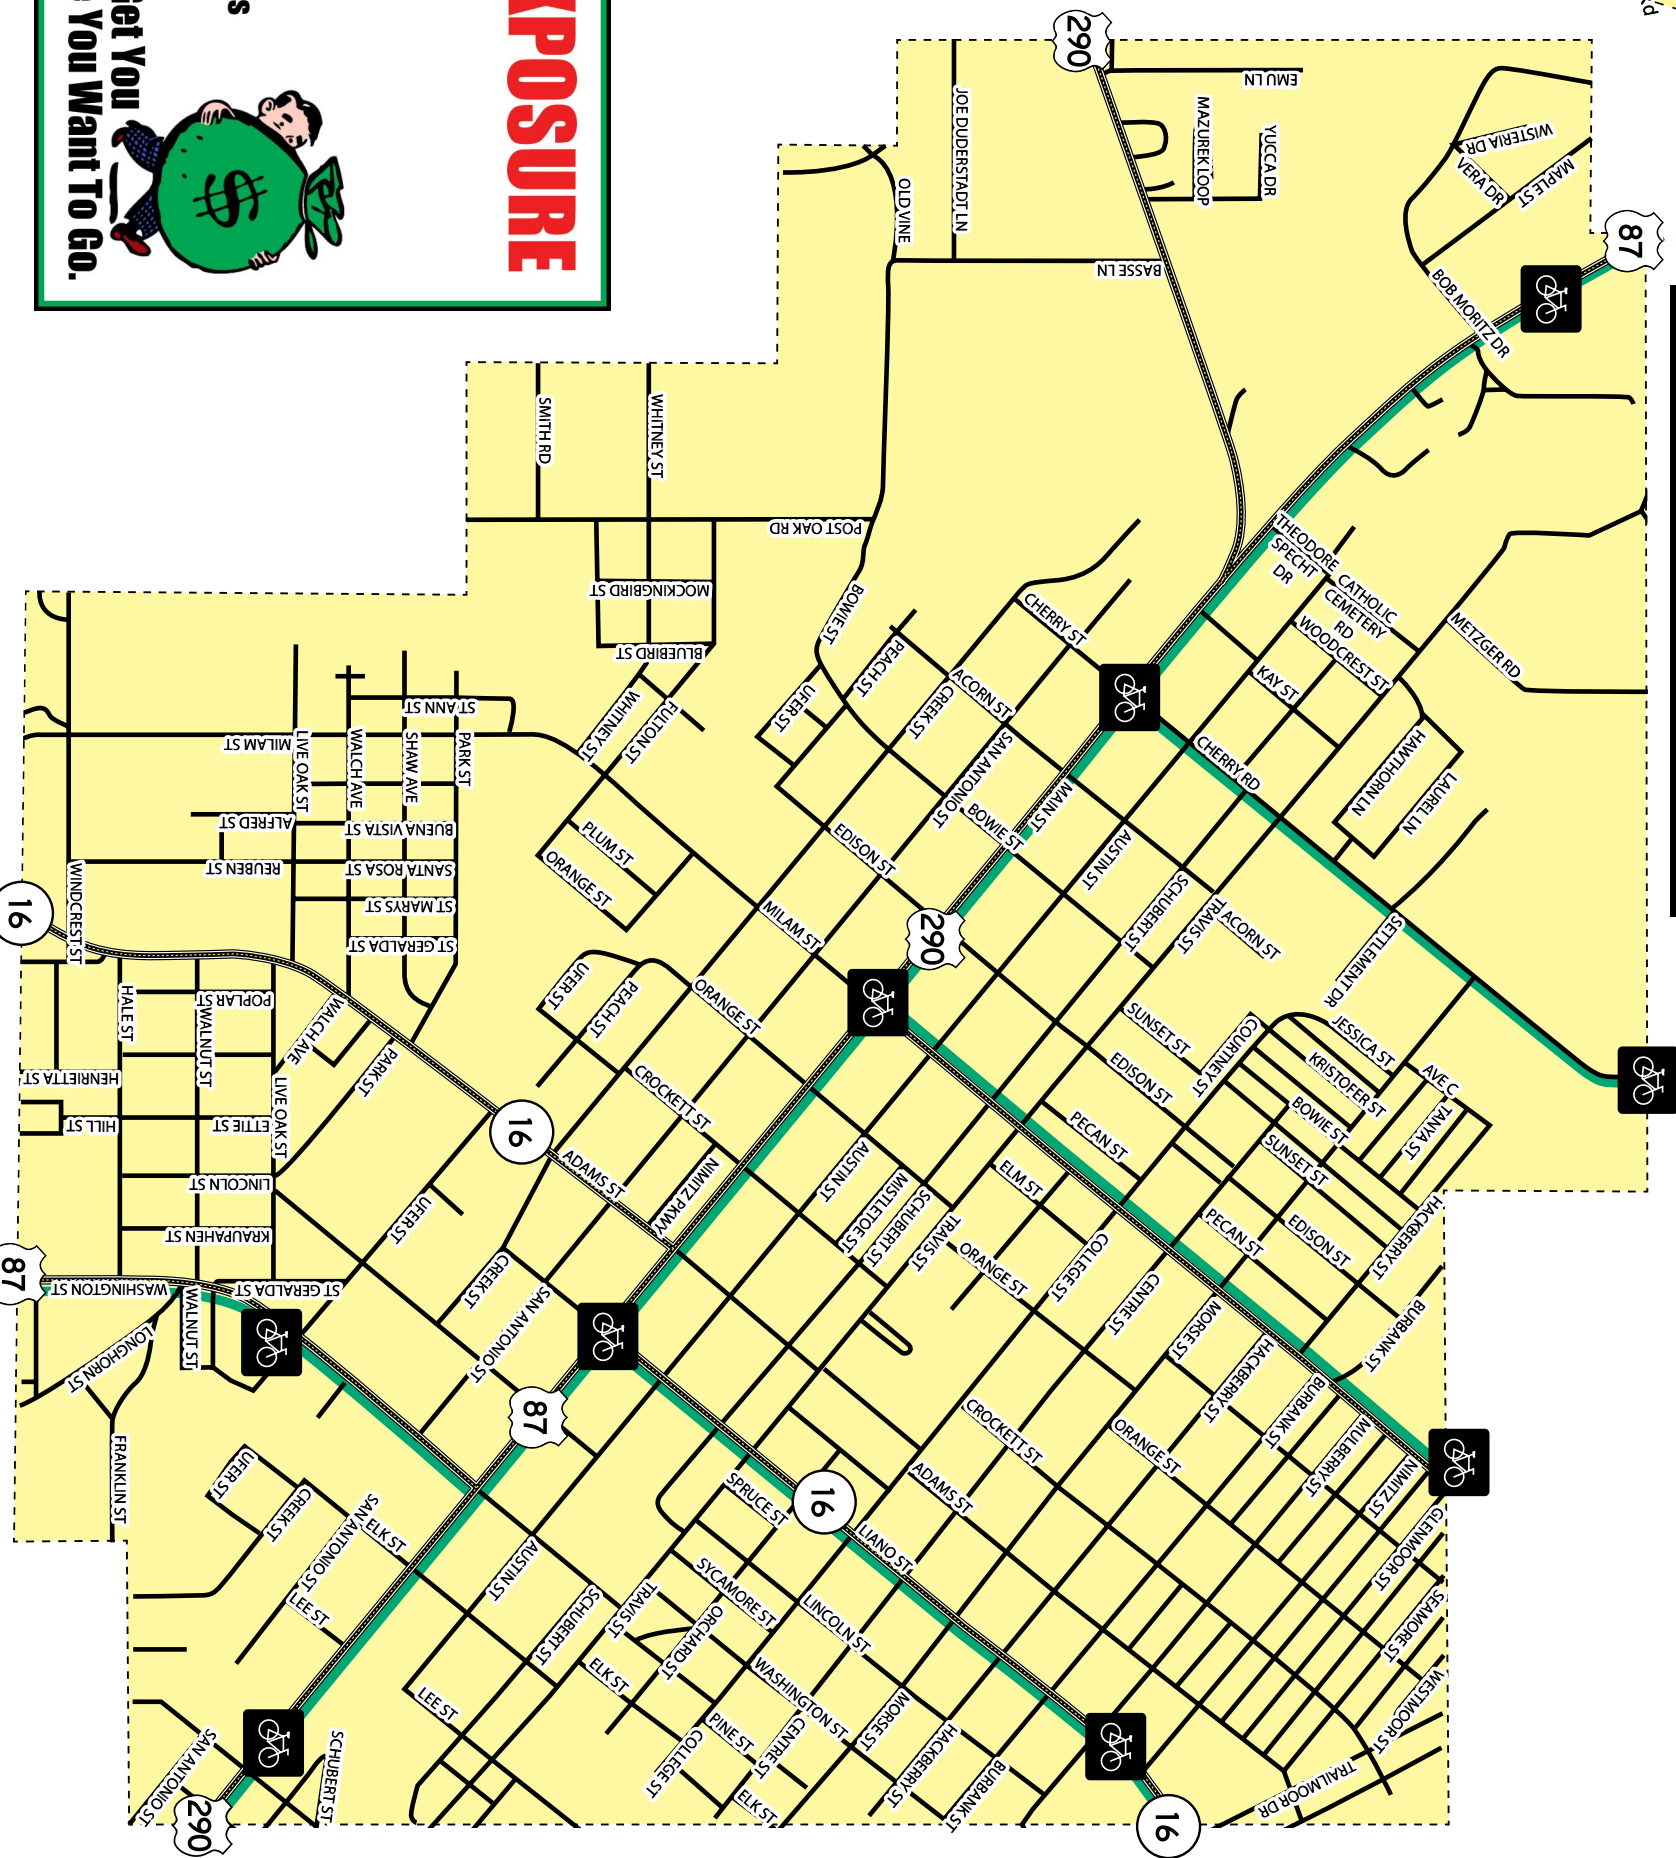 XPOSURE
s
Get You
You Want To Go.
$
290
EMU LN
JOE DUDERSTADT LN
MAZUREK LOOP
YUCCA DR
WISTERIA DR
VERA DR
MAPLE ST
OLD VINE
BASSE LN
87
BOB MORITZ DR
SMITH RD
WHITNEY ST
POST OAK RD
THEODORE
SPECHT
DR
CATHOLIC
CEMETERY
RD
WOODCREST ST
METZGER RD
MOCKINGBIRD ST
BLUEBIRD ST
BOWIE ST
CHERRY ST
PEACH ST
ACORN ST
KAY ST
UFER ST
CREEK ST
WHITNEY ST
FULTON ST
ST ANN ST
MILAM ST
LIVE OAK ST
WALCH AVE
SHAW AVE
PARK ST
SAN ANTONIO ST
CHERRY RD
HAWTHORN LN
LAUREL LN
MAIN ST
BOWIE ST
ALFRED ST
BUENA VISTA ST
PLUM ST
EDISON ST
AUSTIN ST
REUBEN ST
SANTA ROSA ST
ORANGE ST
WINDCREST ST
16
ST MARYS ST
MILAM ST
SCHUBERT ST
TRAVIS ST
ACORN ST
ST GERALDA ST
290
SETTLEMENT DR
HALE ST
POPLAR ST
WALNUT ST
WALCH AVE
UFER ST
PEACH ST
ORANGE ST
SUNSET ST
COURTNEY ST
JESSICA ST
KRISTOFER ST
AVE C
HENRIETTA ST
PARK ST
CROCKETT ST
EDISON ST
BOWIE ST
TANYA ST
HILL ST
ETTIE ST
LIVE OAK ST
16
PECAN ST
SUNSET ST
LINCOLN ST
ADAMS ST
NIMITZ PKWY
AUSTIN ST
MISTLETOE ST
SCHUBERT ST
TRAVIS ST
ELM ST
KRAUPAHEN ST
UFER ST
PECAN ST
EDISON ST
HACKBERRY ST
87
WASHINGTON ST
ST GERALDA ST
CREEK ST
ORANGE ST
COLLEGE ST
CENTRE ST
WALNUT ST
LONGHORN ST
SAN ANTONIO ST
MORSE ST
HACKBERRY ST
BURBANK ST
BURBANK ST
87
CROCKETT ST
ORANGE ST
MULBERRY ST
NIMITZ ST
FRANKLIN ST
UFER ST
CREEK ST
SAN ANTONIO ST
ELK ST
SPRUCE ST
16
ADAMS ST
LIANO ST
GLENMOOR ST
AUSTIN ST
LEE ST
SYCAMORE ST
LINCOLN ST
SEAMORE ST
SCHUBERT ST
TRAVIS ST
ORCHARD ST
ELK ST
WASHINGTON ST
WESTMOOR ST
LEE ST
PINE ST
CENTRE ST
MORSE ST
COLLEGE ST
HACKBERRY ST
BURBANK ST
ELK ST
SAN ANTONIO ST
SCHUBERT ST
290
TRAILMOOR DR
16